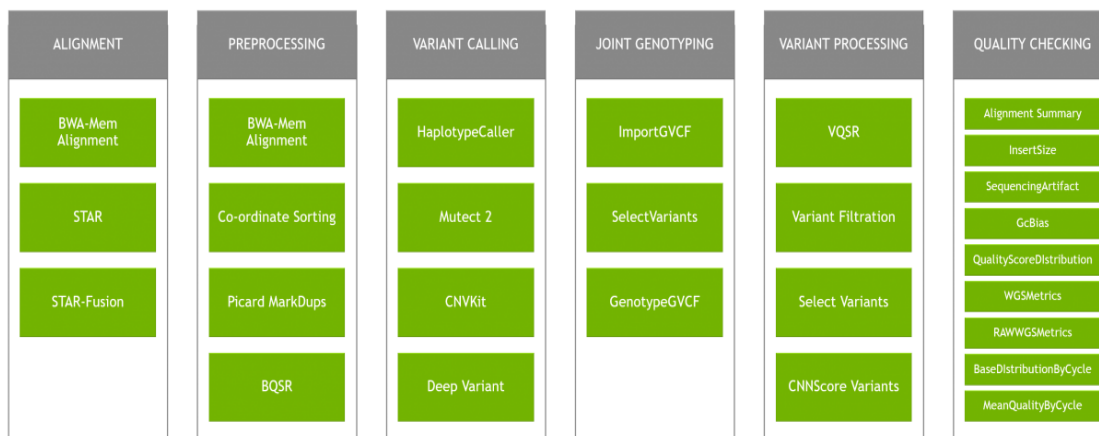 ALIGNMENT
BWA-Mem
Alignment
STAR
STAR-Fusion
PREPROCESSING
BWA-Mem
Alignment
Co-ordinate Sorting
Picard MarkDups
BQSR
VARIANT CALLING
HaplotypeCaller
Mutect 2
CNVKit
Deep Variant
JOINT GENOTYPING
ImportGVCF
SelectVariants
GenotypeGVCF
VARIANT PROCESSING
VQSR
Variant Filtration
Select Variants
CNNScore Variants
QUALITY CHECKING
Alignment Summary
InsertSize
SequencingArtifact
GcBias
QualityScoreDIstribution
WGSMetrics
RAWWGSMetrics
BaseDIstributionByCycle
MeanQualityByCycle